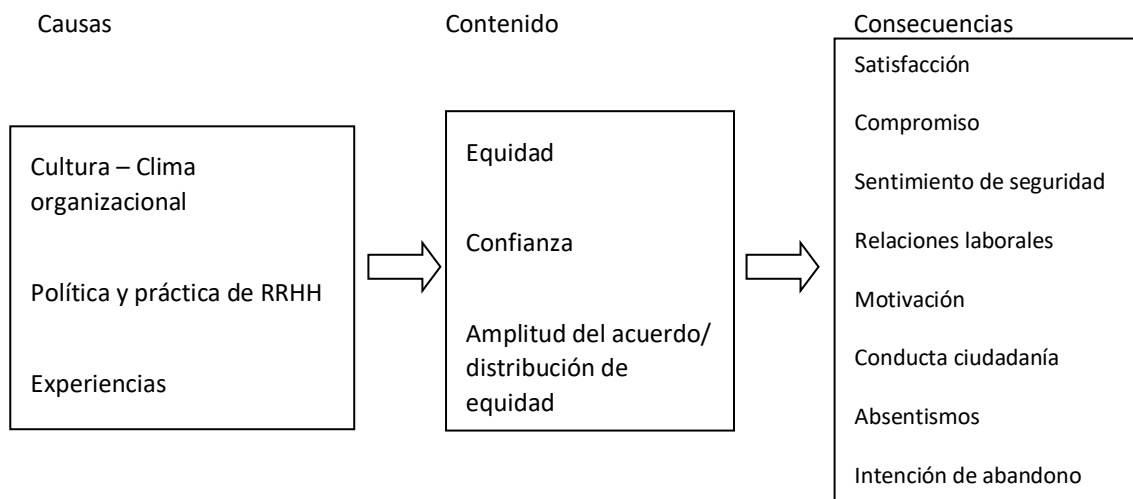 Causas
Contenido
Consecuencias
Cultura – Clima
organizacional
Política y práctica de RRHH
Experiencias
Equidad
Confianza
Amplitud del acuerdo/
distribución de
equidad
Satisfacción
Compromiso
Sentimiento de seguridad
Relaciones laborales
Motivación
Conducta ciudadanía
Absentismos
Intención de abandono